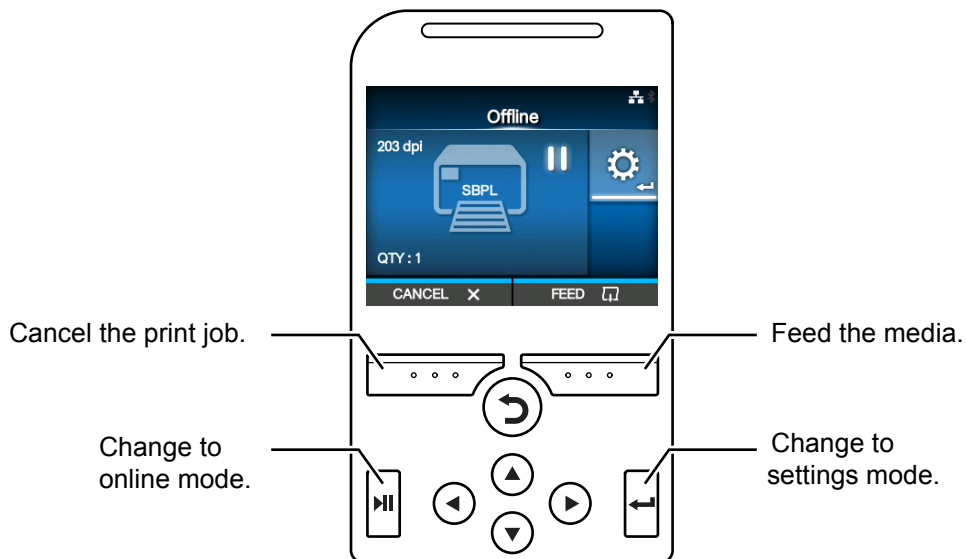 Offline
203 dpi
SBPL
QTY : 1
CANCEL
FEED
Cancel the print job.
Feed the media.
Change to
online mode.
Change to
settings mode.